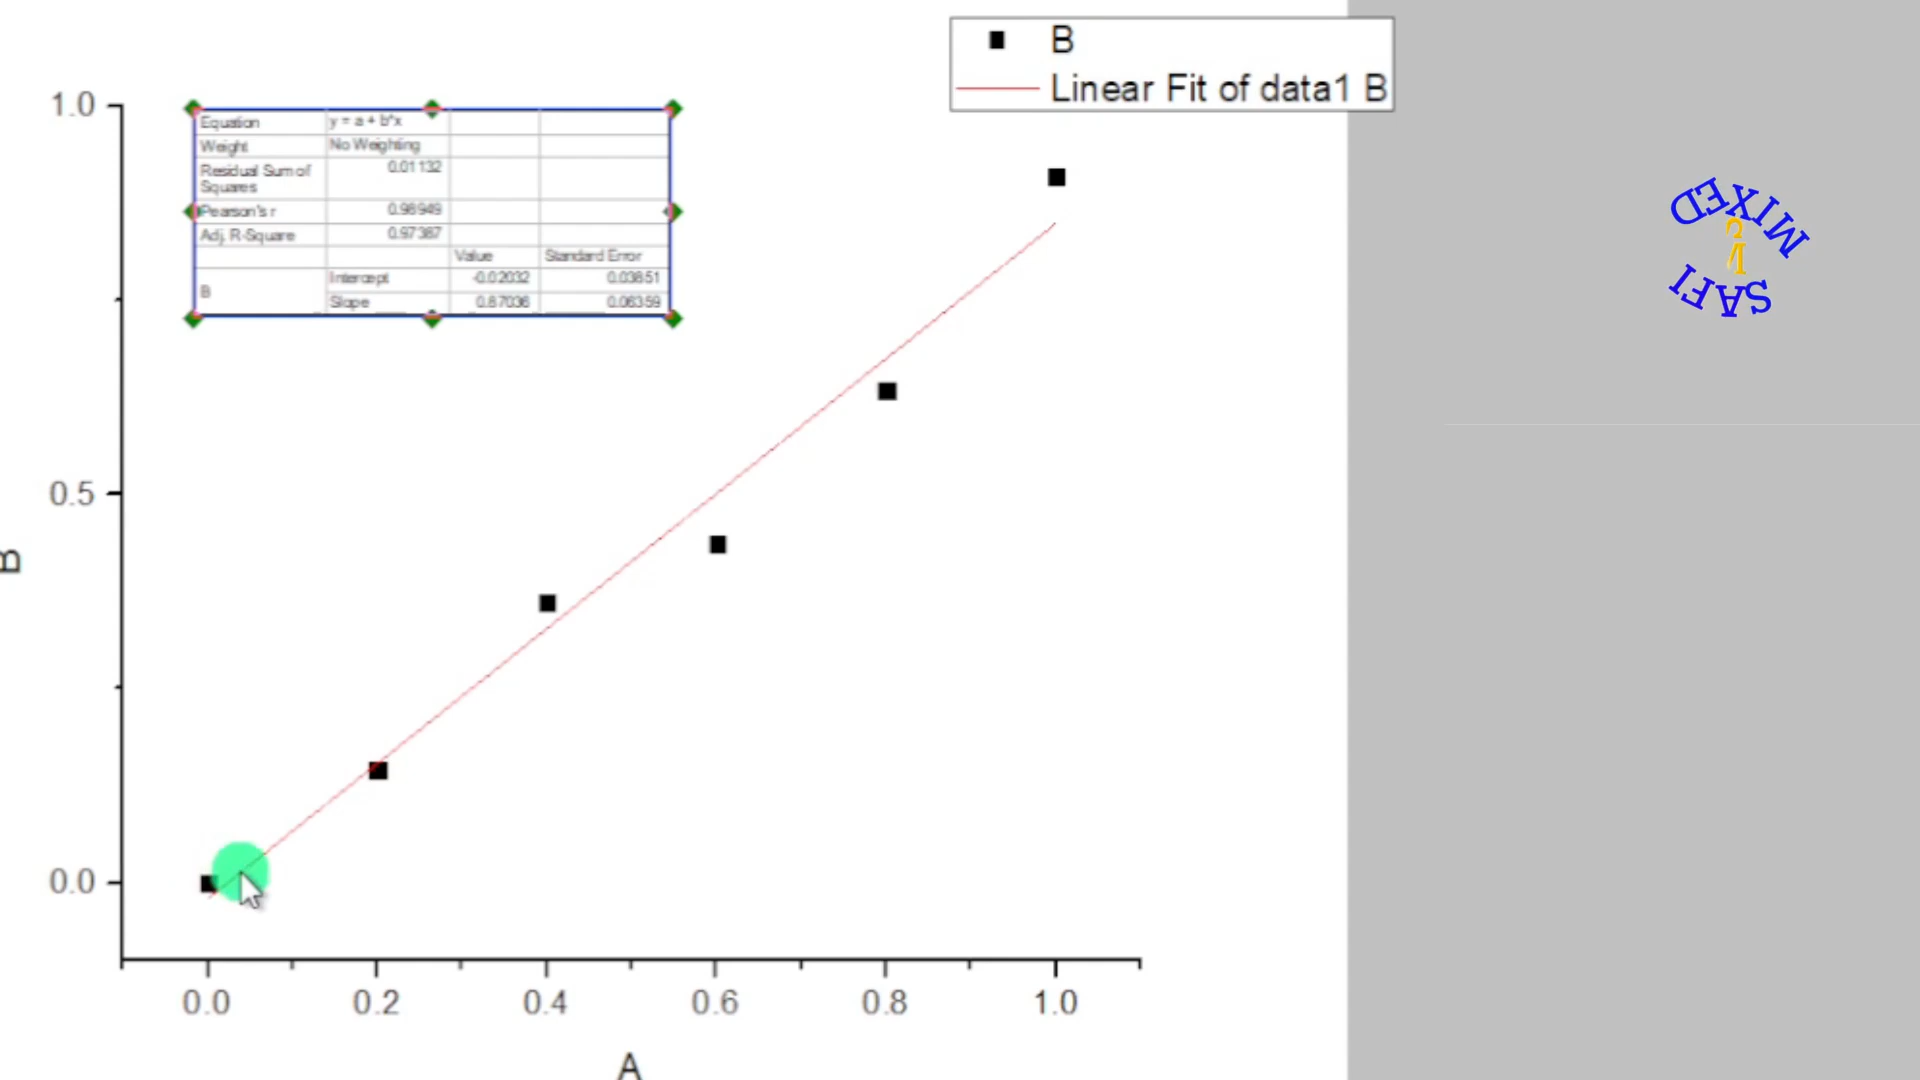 B
Linear Fit of data1 B
1.0
Equation y = a + b*x
Weight No Weighting
Residual Sum of Squares 0.01132
Pearson's r 0.98949
Adj. R-Square 0.97387
Value Standard Error
B Intercept -0.02032 0.03851
Slope 0.87036 0.06359
MIXED
SAFI
0.5
B
0.0
0.0 0.2 0.4 0.6 0.8 1.0
A